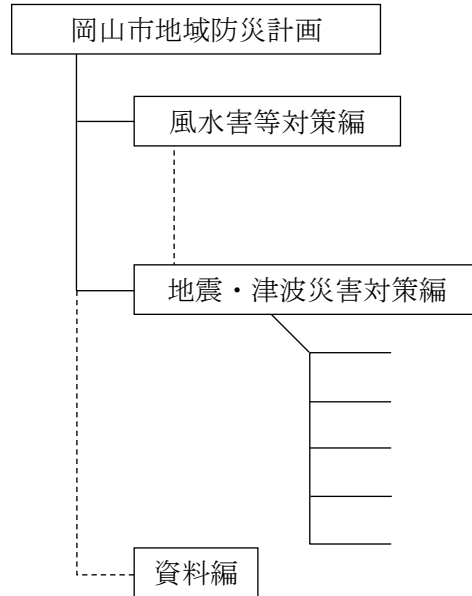 岡山市地域防災計画
風水害等対策編
地震・津波災害対策編
資料編